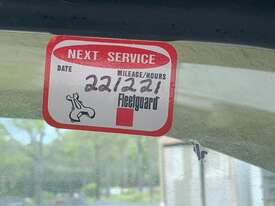 NEXT SERVICE
DATE MILEAGE/HOURS
221221
Fleetguard